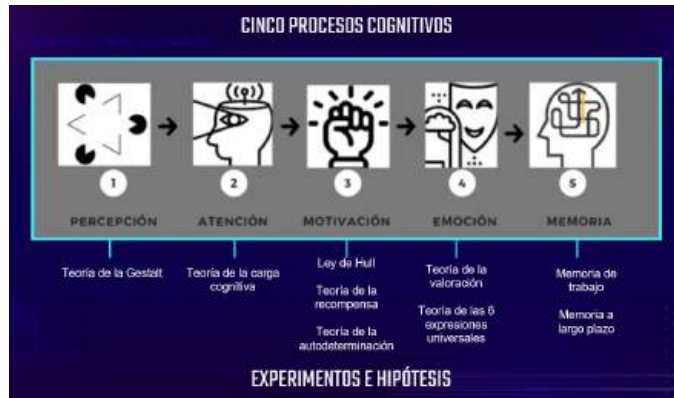 CINCO PROCESOS COGNITIVOS
1
2
3
4
5
PERCEPCIÓN
ATENCIÓN
MOTIVACIÓN
EMOCIÓN
MEMORIA
Teoría de la Gestalt
Teoría de la carga
cognitiva
Ley de Hull
Teoría de la
recompensa
Teoría de la
autodeterminación
Teoría de la
valoración
Teoría de las 6
expresiones
universales
Memoria de
trabajo
Memoria a
largo plazo
EXPERIMENTOS E HIPÓTESIS